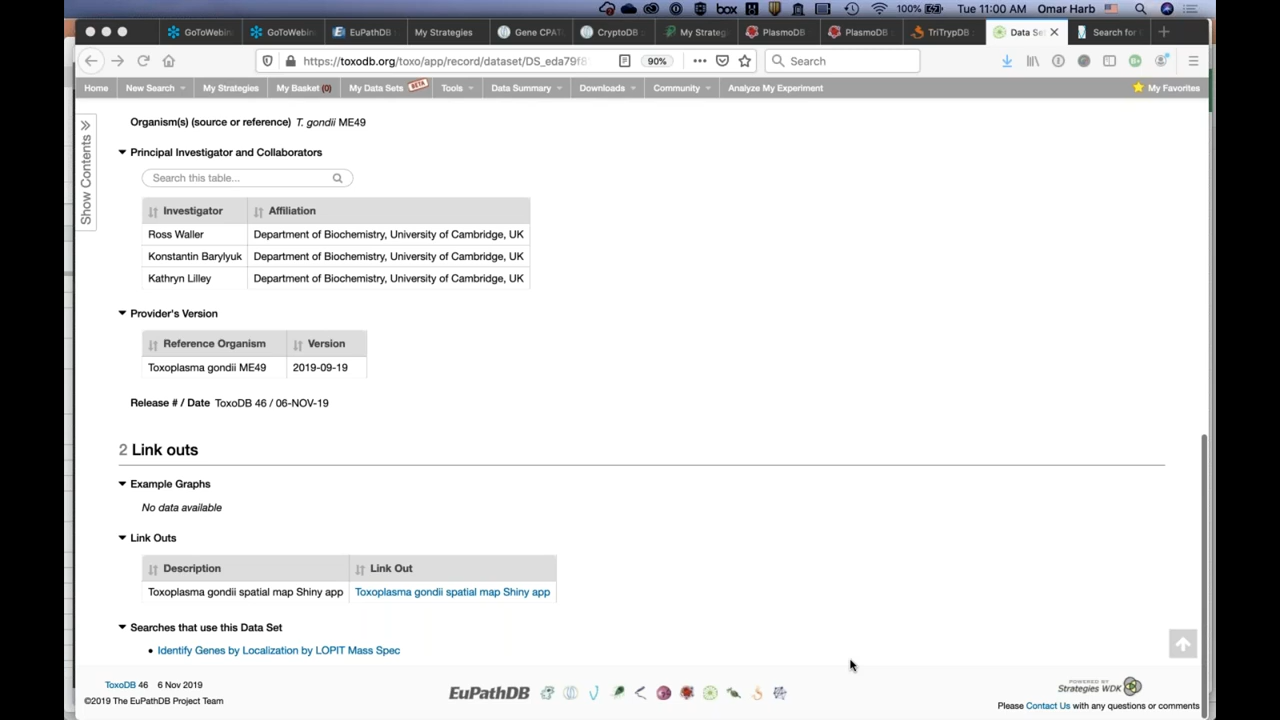 box 100% Tue 11:00 AM Omar Harb
GoToWebin GoToWebin EuPathDB My Strategies Gene CPAT CryptoDB My Strateg PlasmoDB PlasmoDB TriTrypDB Data Se Search for
https://toxodb.org/toxo/app/record/dataset/DS_eda79f8 90% Search
Home New Search My Strategies My Basket (0) My Data Sets BETA Tools Data Summary Downloads Community Analyze My Experiment My Favorites
Show Contents
Organism(s) (source or reference) T. gondii ME49
Principal Investigator and Collaborators
Search this table...
Investigator Affiliation
Ross Waller Department of Biochemistry, University of Cambridge, UK
Konstantin Barylyuk Department of Biochemistry, University of Cambridge, UK
Kathryn Lilley Department of Biochemistry, University of Cambridge, UK
Provider's Version
Reference Organism Version
Toxoplasma gondii ME49 2019-09-19
Release # / Date ToxoDB 46 / 06-NOV-19
2 Link outs
Example Graphs
No data available
Link Outs
Description Link Out
Toxoplasma gondii spatial map Shiny app Toxoplasma gondii spatial map Shiny app
Searches that use this Data Set
• Identify Genes by Localization by LOPIT Mass Spec
ToxoDB 46 6 Nov 2019
©2019 The EuPathDB Project Team
EuPathDB
POWERED BY
Strategies WDK
Please Contact Us with any questions or comments